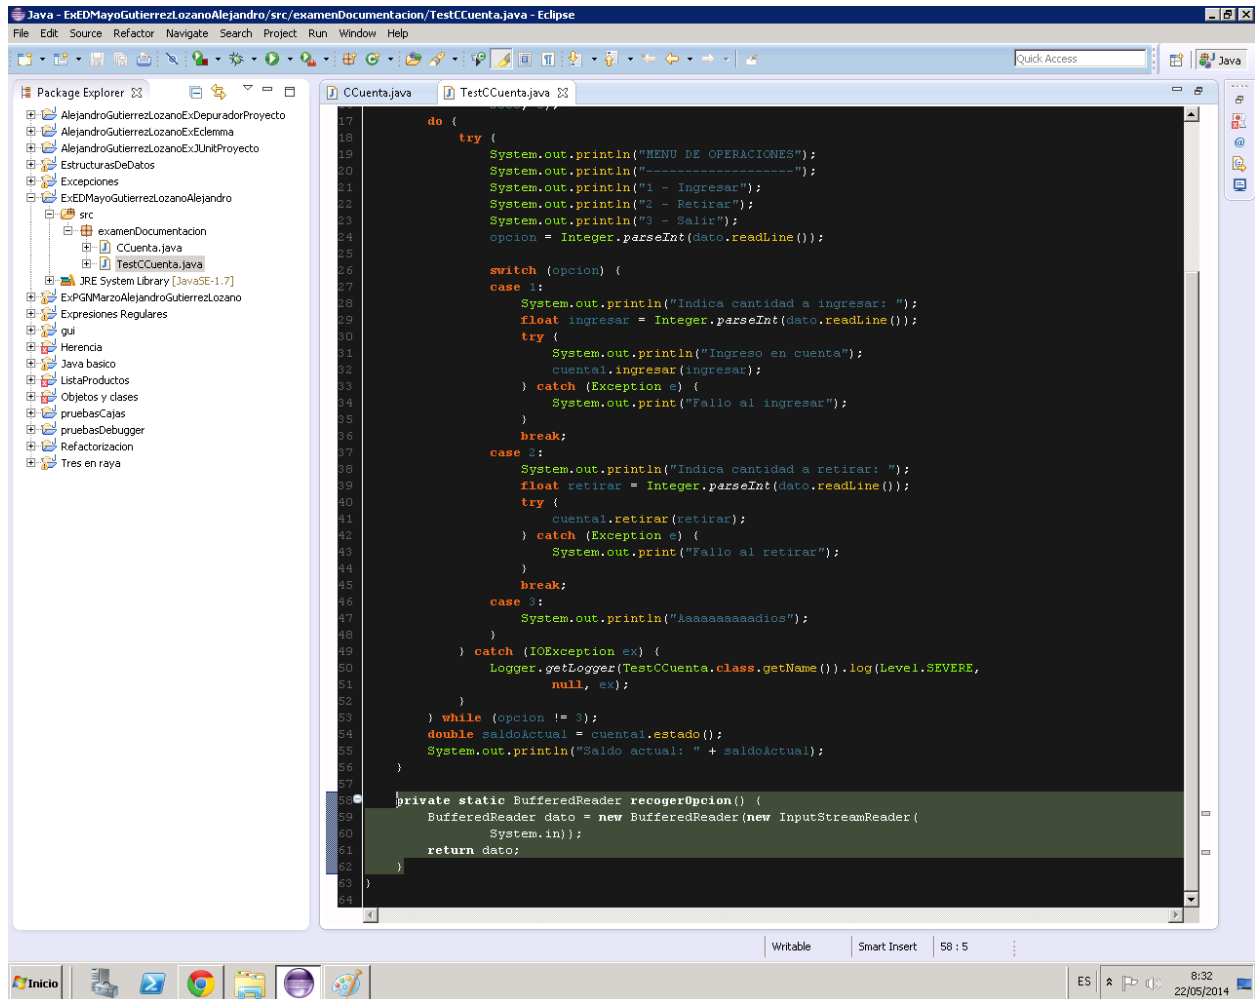 Java - ExEDMayoGutierrezLozanoAlejandro/src/examenDocumentacion/TestCCuenta.java - Eclipse
File Edit Source Refactor Navigate Search Project Run Window Help
Quick Access
Java
Package Explorer
CCuenta.java
TestCCuenta.java
AlejandroGutierrezLozanoExDepuradorProyecto
AlejandroGutierrezLozanoExEclemma
AlejandroGutierrezLozanoExJUnitProyecto
EstructurasDeDatos
Excepciones
ExEDMayoGutierrezLozanoAlejandro
src
examenDocumentacion
CCuenta.java
TestCCuenta.java
JRE System Library [JavaSE-1.7]
ExPGNMarzoAlejandroGutierrezLozano
Expresiones Regulares
gui
Herencia
Java basico
ListaProductos
Objetos y clases
pruebasCajas
pruebasDebugger
Refactorizacion
Tres en raya
17 do {
18 try {
19 System.out.println("MENU DE OPERACIONES");
20 System.out.println("-------------------");
21 System.out.println("1 - Ingresar");
22 System.out.println("2 - Retirar");
23 System.out.println("3 - Salir");
24 opcion = Integer.parseInt(dato.readLine());
25
26 switch (opcion) {
27 case 1:
28 System.out.println("Indica cantidad a ingresar: ");
29 float ingresar = Integer.parseInt(dato.readLine());
30 try {
31 System.out.println("Ingreso en cuenta");
32 cuenta1.ingresar(ingresar);
33 } catch (Exception e) {
34 System.out.print("Fallo al ingresar");
35 }
36 break;
37 case 2:
38 System.out.println("Indica cantidad a retirar: ");
39 float retirar = Integer.parseInt(dato.readLine());
40 try {
41 cuenta1.retirar(retirar);
42 } catch (Exception e) {
43 System.out.print("Fallo al retirar");
44 }
45 break;
46 case 3:
47 System.out.println("Aaaaaaaaaadios");
48 }
49 } catch (IOException ex) {
50 Logger.getLogger(TestCCuenta.class.getName()).log(Level.SEVERE,
51 null, ex);
52 }
53 } while (opcion != 3);
54 double saldoActual = cuenta1.estado();
55 System.out.println("Saldo actual: " + saldoActual);
56 }
57
58 private static BufferedReader recogerOpcion() {
59 BufferedReader dato = new BufferedReader(new InputStreamReader(
60 System.in));
61 return dato;
62 }
63 }
64
Writable Smart Insert 58 : 5
Inicio
ES
8:32
22/05/2014